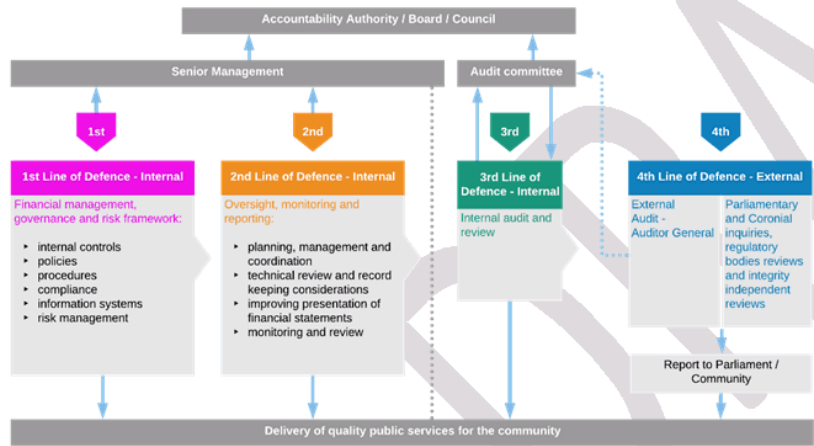 Accountability Authority / Board / Council
Senior Management
Audit committee
1st
2nd
3rd
4th
1st Line of Defence - Internal
Financial management,
governance and risk framework:
‣ internal controls
‣ policies
‣ procedures
‣ compliance
‣ information systems
‣ risk management
2nd Line of Defence - Internal
Oversight, monitoring and
reporting:
‣ planning, management and
coordination
‣ technical review and record
keeping considerations
‣ improving presentation of
financial statements
‣ monitoring and review
3rd Line of
Defence - Internal
Internal audit and
review
4th Line of Defence - External
External
Audit -
Auditor General
Parliamentary
and Coronial
inquiries,
regulatory
bodies reviews
and integrity
independent
reviews
Report to Parliament /
Community
Delivery of quality public services for the community